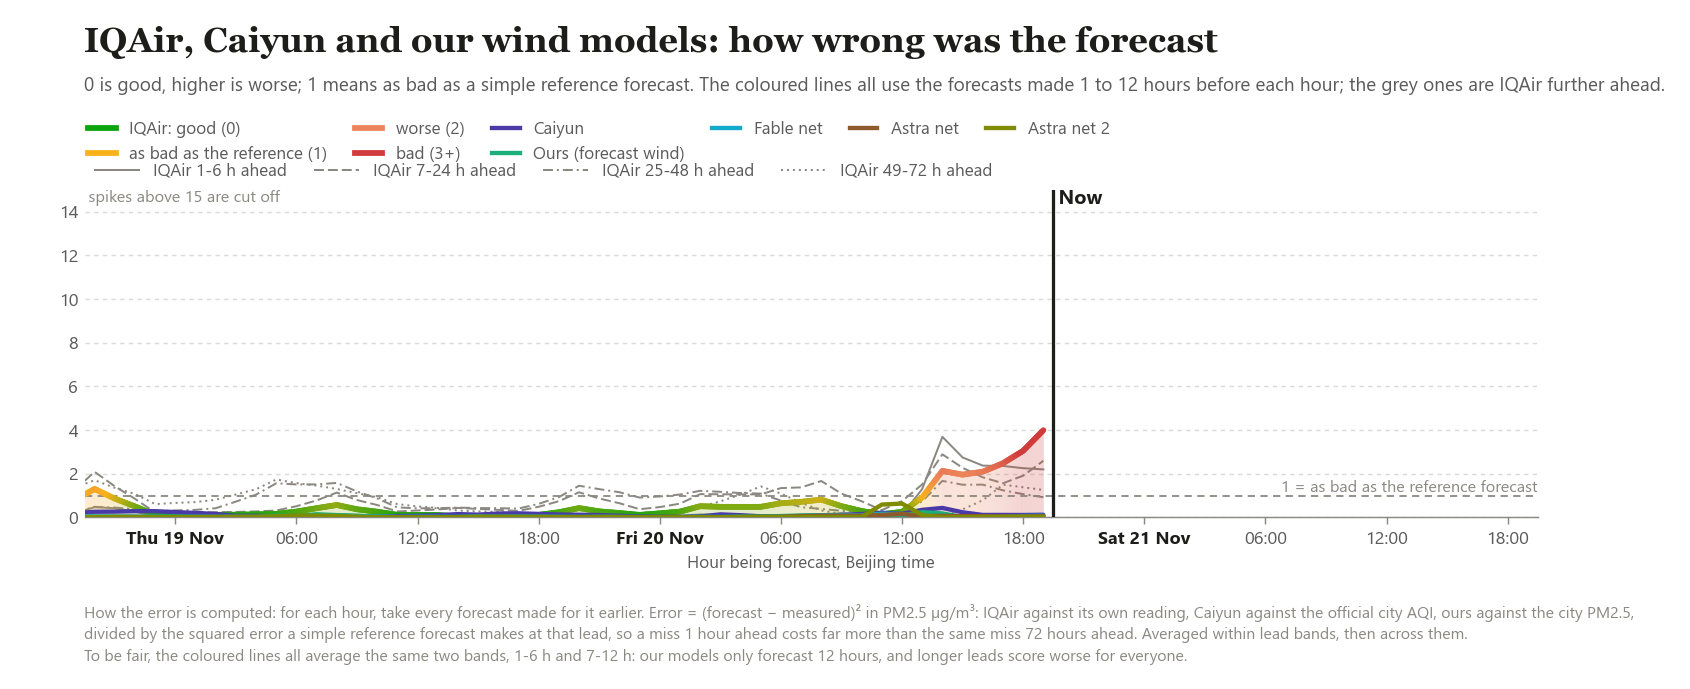 IQAir, Caiyun and our wind models: how wrong was the forecast
0 is good, higher is worse; 1 means as bad as a simple reference forecast. The coloured lines all use the forecasts made 1 to 12 hours before each hour; the grey ones are IQAir further ahead.
IQAir: good (0) worse (2) Caiyun Fable net Astra net Astra net 2
as bad as the reference (1) bad (3+) Ours (forecast wind)
IQAir 1-6 h ahead IQAir 7-24 h ahead IQAir 25-48 h ahead IQAir 49-72 h ahead
spikes above 15 are cut off
Now
14
12
10
8
6
4
2
1 = as bad as the reference forecast
0
Thu 19 Nov 06:00 12:00 18:00 Fri 20 Nov 06:00 12:00 18:00 Sat 21 Nov 06:00 12:00 18:00
Hour being forecast, Beijing time
How the error is computed: for each hour, take every forecast made for it earlier. Error = (forecast − measured)² in PM2.5 µg/m³: IQAir against its own reading, Caiyun against the official city AQI, ours against the city PM2.5,
divided by the squared error a simple reference forecast makes at that lead, so a miss 1 hour ahead costs far more than the same miss 72 hours ahead. Averaged within lead bands, then across them.
To be fair, the coloured lines all average the same two bands, 1-6 h and 7-12 h: our models only forecast 12 hours, and longer leads score worse for everyone.